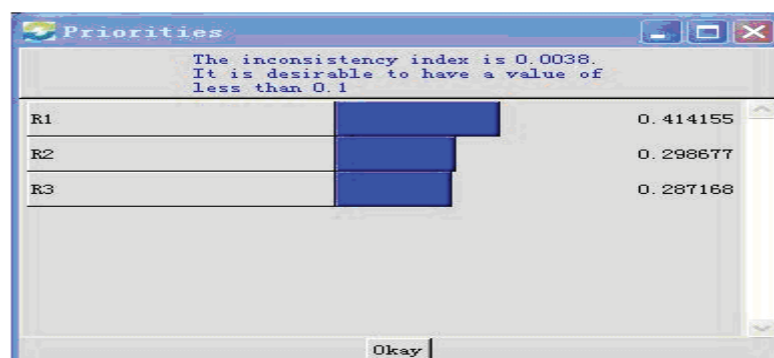 Priorities
The inconsistency index is 0.0038.
It is desirable to have a value of
less than 0.1
R1 0.414155
R2 0.298677
R3 0.287168
Okay